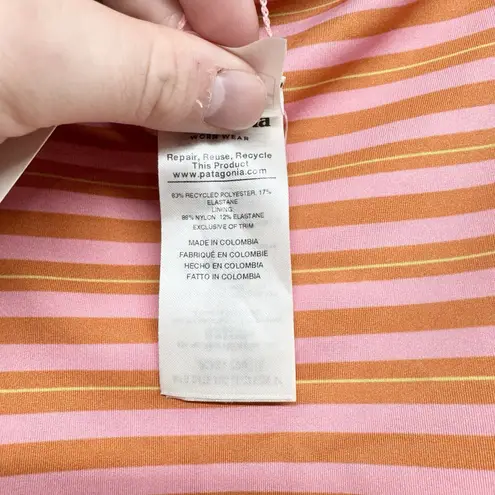 WORN WEAR
Repair, Reuse, Recycle
This Product
www.patagonia.com
83% RECYCLED POLYESTER, 17%
ELASTANE
LINING:
88% NYLON, 12% ELASTANE
EXCLUSIVE OF TRIM
MADE IN COLOMBIA
FABRIQUÉ EN COLOMBIE
HECHO EN COLOMBIA
FATTO IN COLOMBIA